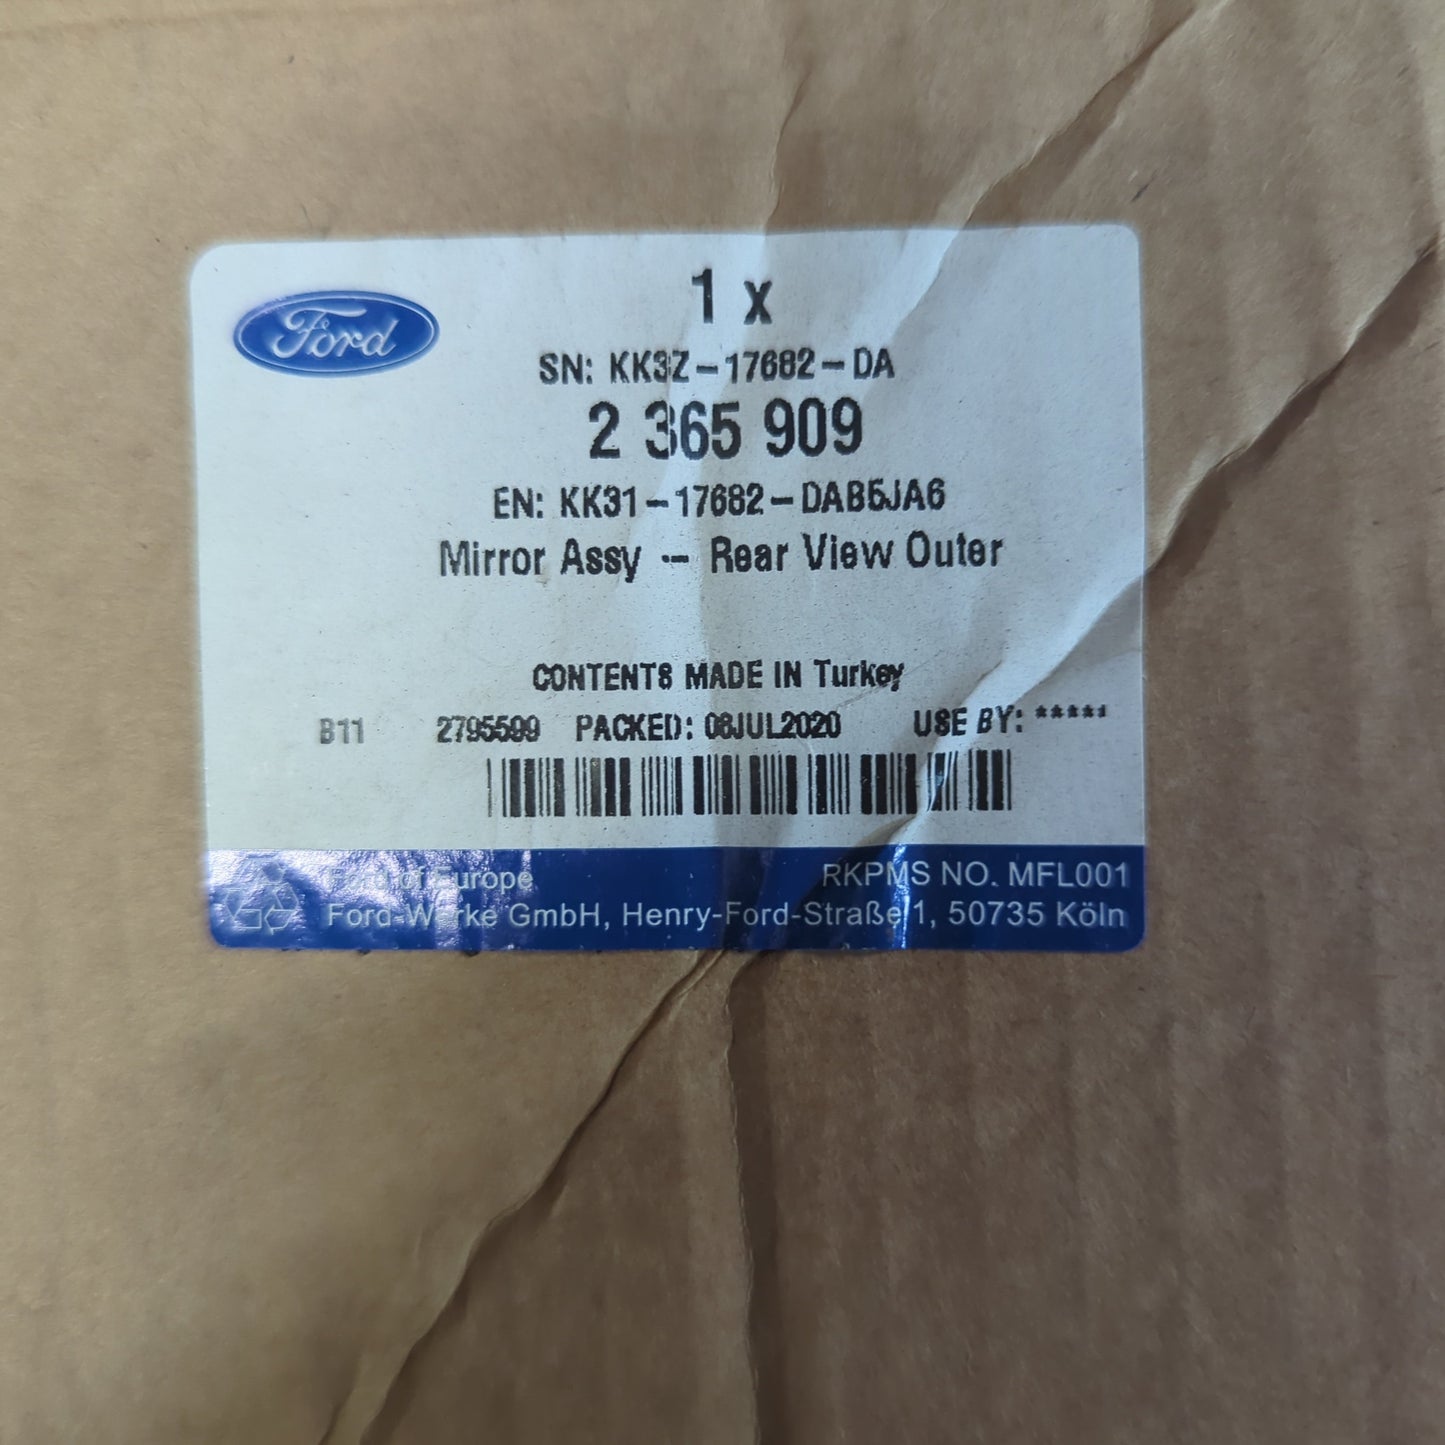 Ford
1 x
SN: KK3Z-17682-DA
2 365 909
EN: KK31-17682-DAB5JA6
Mirror Assy -- Rear View Outer
CONTENTS MADE IN Turkey
B11 2795599 PACKED: 08JUL2020 USE BY: *****
Ford of Europe RKPMS NO. MFL001
Ford-Werke GmbH, Henry-Ford-Straße 1, 50735 Köln